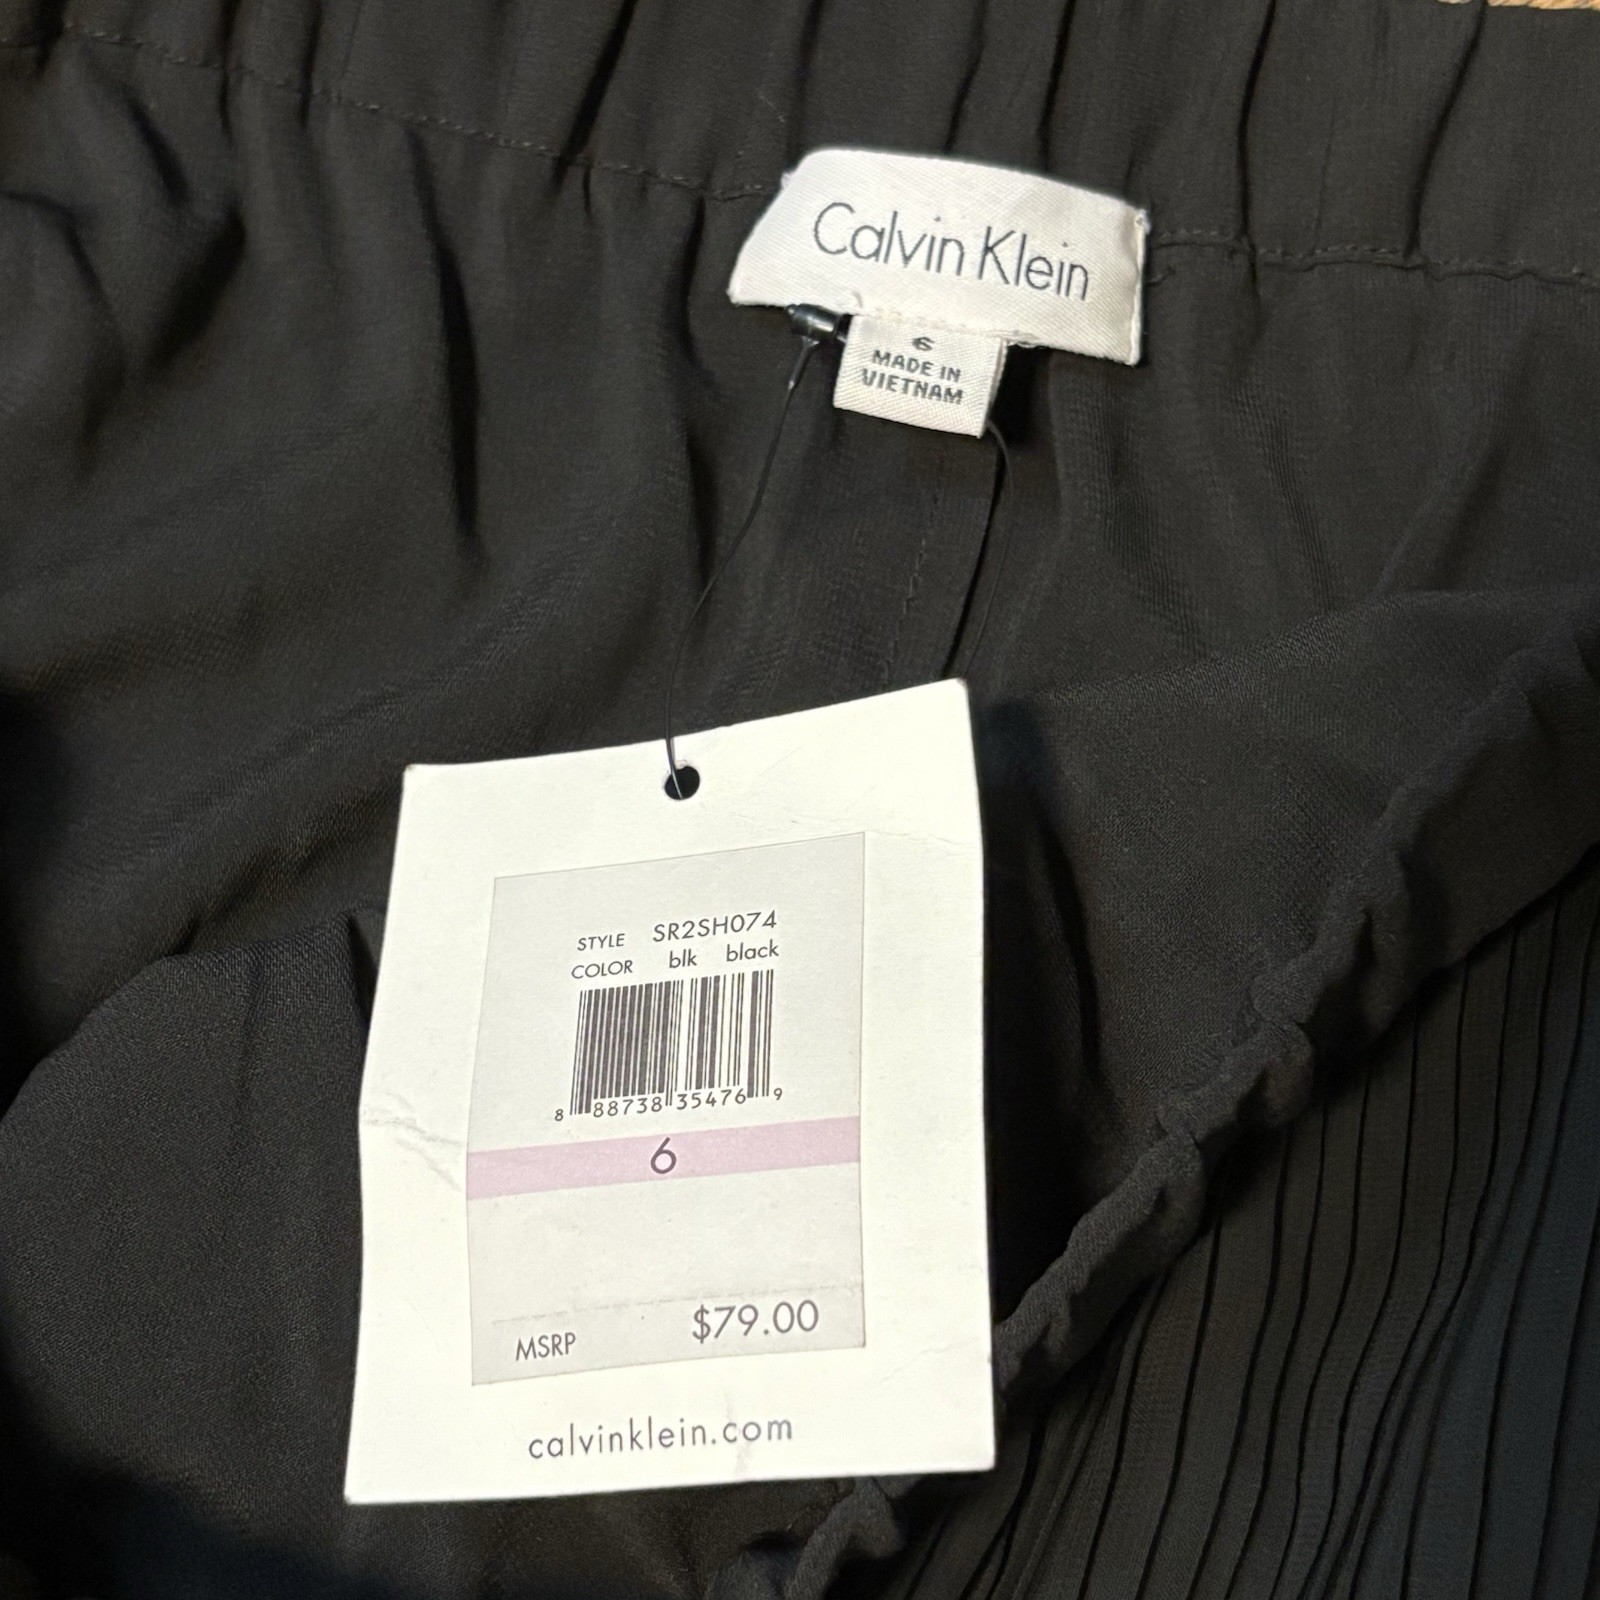 Calvin Klein
6
MADE IN
VIETNAM
STYLE SR2SH074
COLOR blk black
8 88738 35476 9
6
MSRP $79.00
calvinklein.com